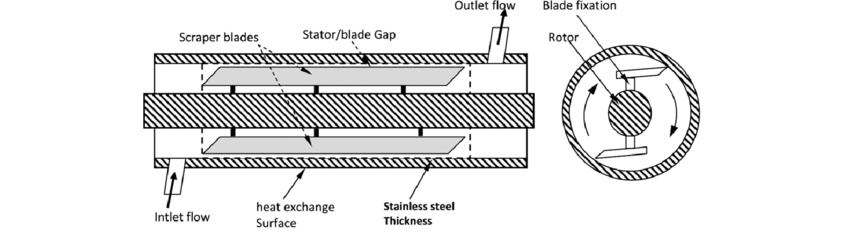 Outlet flow
Blade fixation
Scraper blades
Stator/blade Gap
Rotor
Intlet flow
heat exchange
Surface
Stainless steel
Thickness